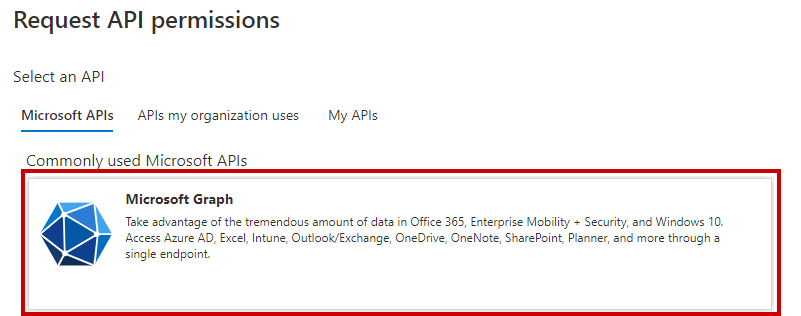 Request API permissions
Select an API
Microsoft APIs APIs my organization uses My APIs
Commonly used Microsoft APIs
Microsoft Graph
Take advantage of the tremendous amount of data in Office 365, Enterprise Mobility + Security, and Windows 10.
Access Azure AD, Excel, Intune, Outlook/Exchange, OneDrive, OneNote, SharePoint, Planner, and more through a
single endpoint.